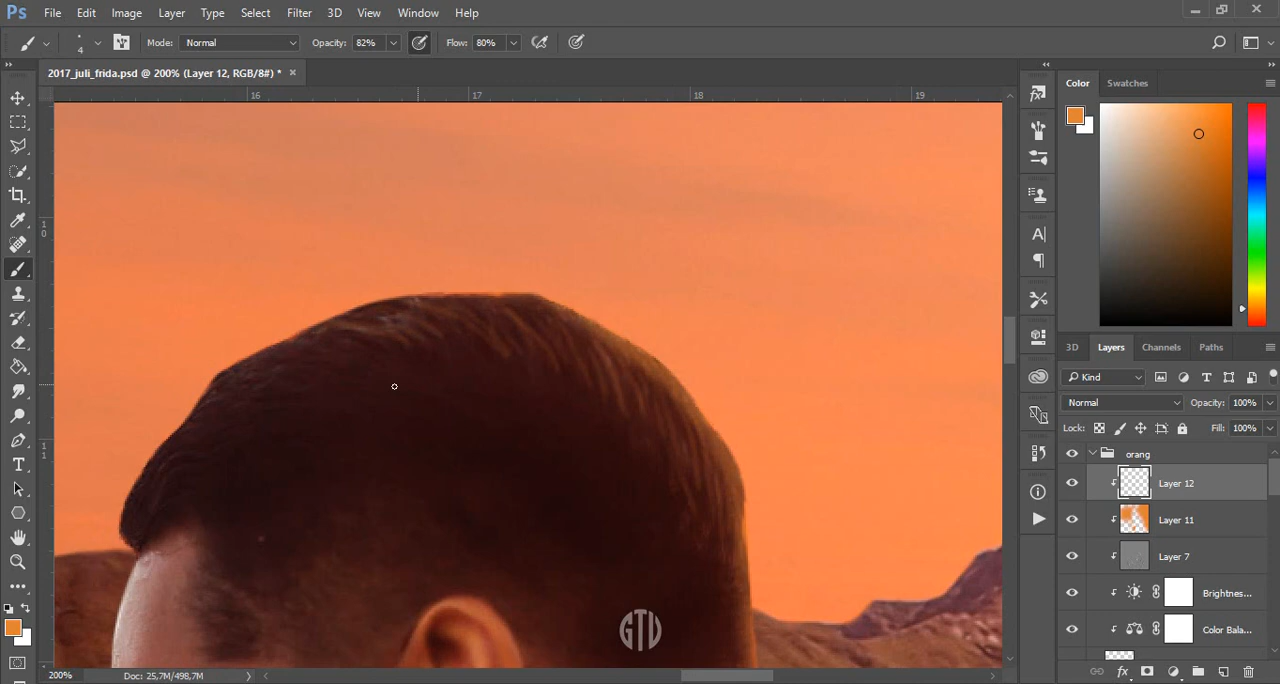 Ps File Edit Image Layer Type Select Filter 3D View Window Help
4 Mode: Normal Opacity: 82% Flow: 80%
2017_juli_frida.psd @ 200% (Layer 12, RGB/8#) * ×
16 17 18 19
10
11
GTV
200% Doc: 25,7M/498,7M
Color Swatches
3D Layers Channels Paths
Kind
Normal Opacity: 100%
Lock: Fill: 100%
orang
Layer 12
Layer 11
Layer 7
Brightnes...
Color Bala...